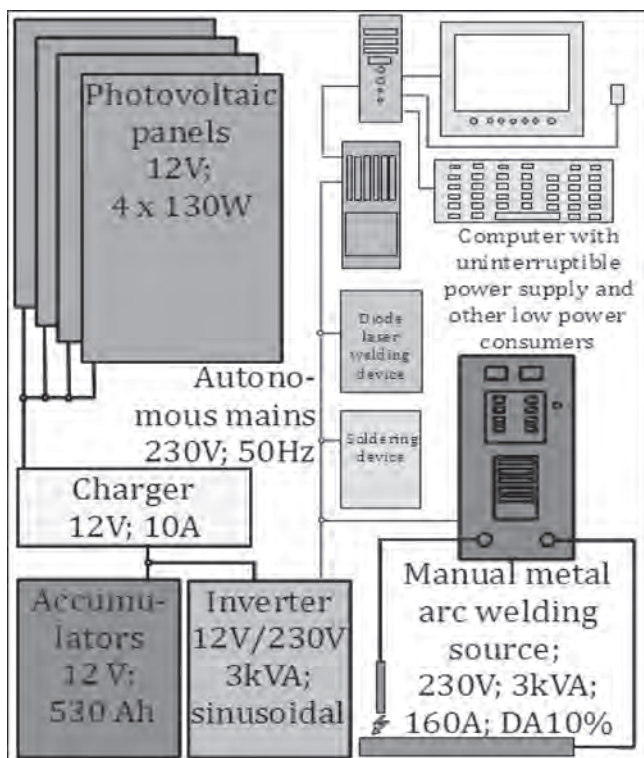 Photovoltaic
panels
12V;
4 x 130W
Computer with
uninterruptible
power supply and
other low power
consumers
Diode
laser
welding
device
Autono-
mous mains
230V; 50Hz
Soldering
device
Charger
12V; 10A
Accumu-
lators
12 V;
530 Ah
Inverter
12V/230V
3kVA;
sinusoidal
Manual metal
arc welding
source;
230V; 3kVA;
160A; DA10%